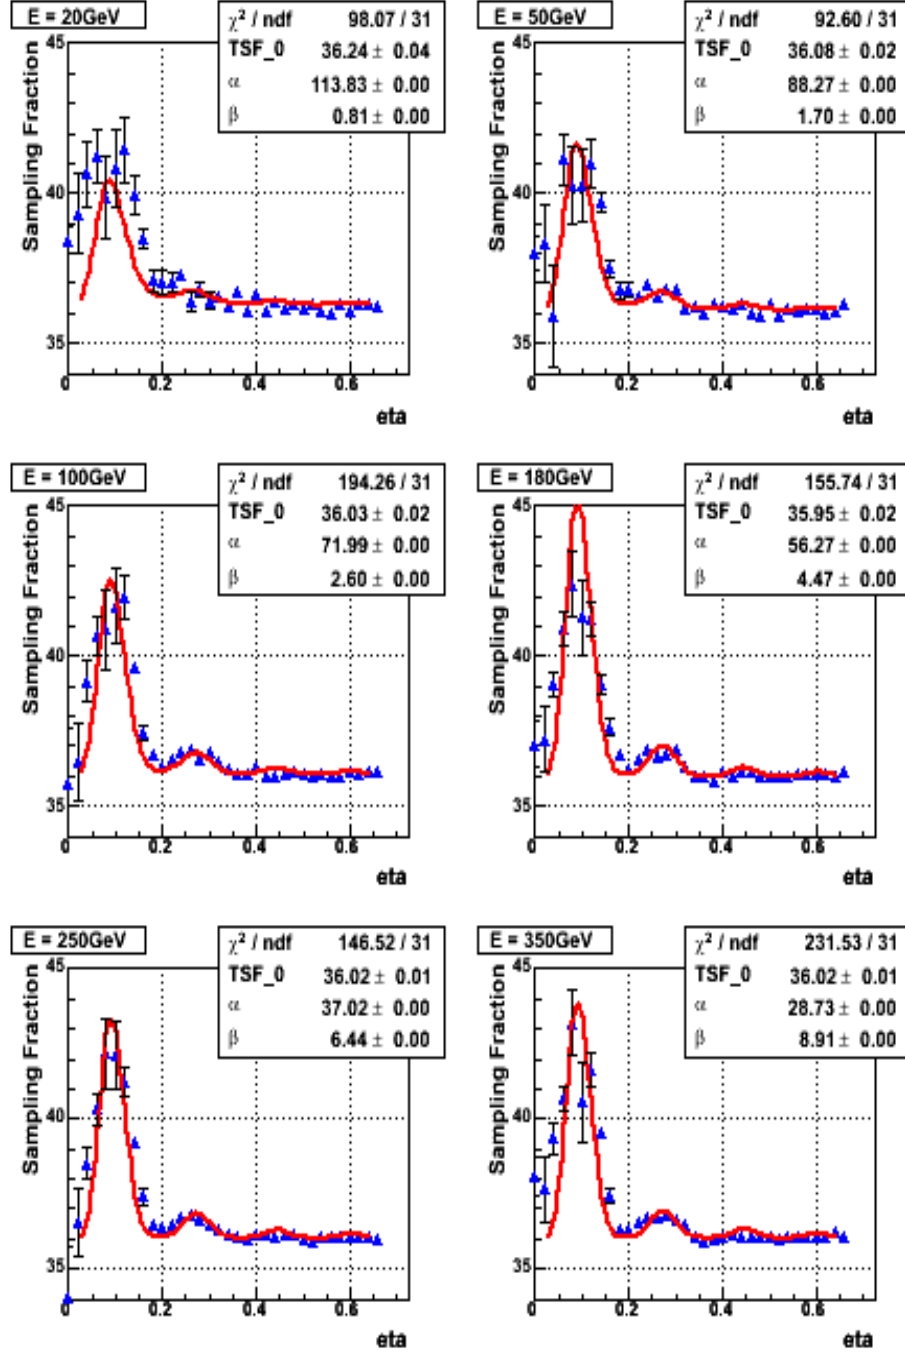 E = 20GeV
χ² / ndf 98.07 / 31
TSF_0 36.24 ± 0.04
α 113.83 ± 0.00
β 0.81 ± 0.00
Sampling Fraction
45
40
35
0 0.2 0.4 0.6
eta
E = 50GeV
χ² / ndf 92.60 / 31
TSF_0 36.08 ± 0.02
α 88.27 ± 0.00
β 1.70 ± 0.00
Sampling Fraction
45
40
35
0 0.2 0.4 0.6
eta
E = 100GeV
χ² / ndf 194.26 / 31
TSF_0 36.03 ± 0.02
α 71.99 ± 0.00
β 2.60 ± 0.00
Sampling Fraction
45
40
35
0 0.2 0.4 0.6
eta
E = 180GeV
χ² / ndf 155.74 / 31
TSF_0 35.95 ± 0.02
α 56.27 ± 0.00
β 4.47 ± 0.00
Sampling Fraction
45
40
35
0 0.2 0.4 0.6
eta
E = 250GeV
χ² / ndf 146.52 / 31
TSF_0 36.02 ± 0.01
α 37.02 ± 0.00
β 6.44 ± 0.00
Sampling Fraction
45
40
35
0 0.2 0.4 0.6
eta
E = 350GeV
χ² / ndf 231.53 / 31
TSF_0 36.02 ± 0.01
α 28.73 ± 0.00
β 8.91 ± 0.00
Sampling Fraction
45
40
35
0 0.2 0.4 0.6
eta